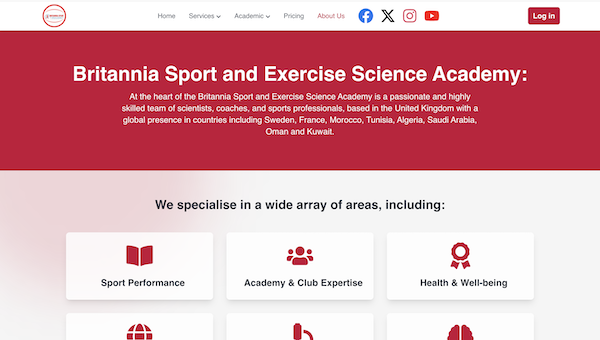 Home Services Academic Pricing About Us Log in
Britannia Sport and Exercise Science Academy:
At the heart of the Britannia Sport and Exercise Science Academy is a passionate and highly
skilled team of scientists, coaches, and sports professionals, based in the United Kingdom with a
global presence in countries including Sweden, France, Morocco, Tunisia, Algeria, Saudi Arabia,
Oman and Kuwait.
We specialise in a wide array of areas, including:
Sport Performance
Academy & Club Expertise
Health & Well-being